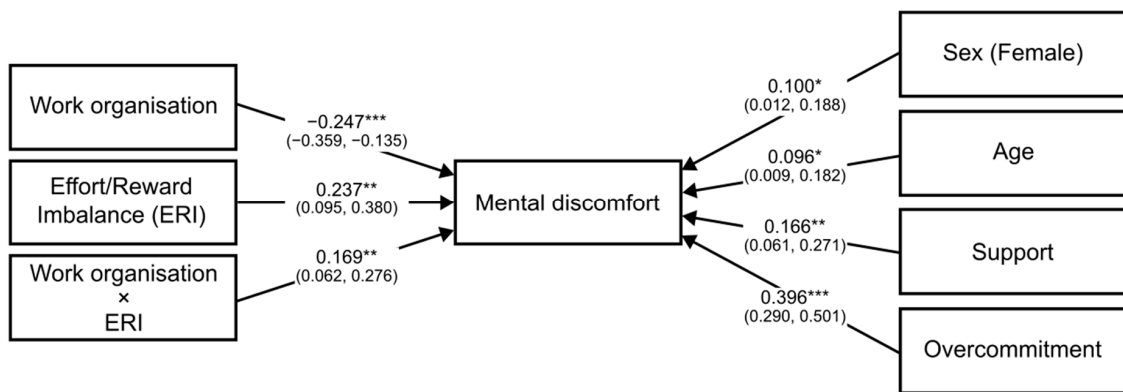 Work organisation
−0.247***
(−0.359, −0.135)
Effort/Reward
Imbalance (ERI)
0.237**
(0.095, 0.380)
Work organisation
×
ERI
0.169**
(0.062, 0.276)
Mental discomfort
Sex (Female)
0.100*
(0.012, 0.188)
Age
0.096*
(0.009, 0.182)
Support
0.166**
(0.061, 0.271)
Overcommitment
0.396***
(0.290, 0.501)